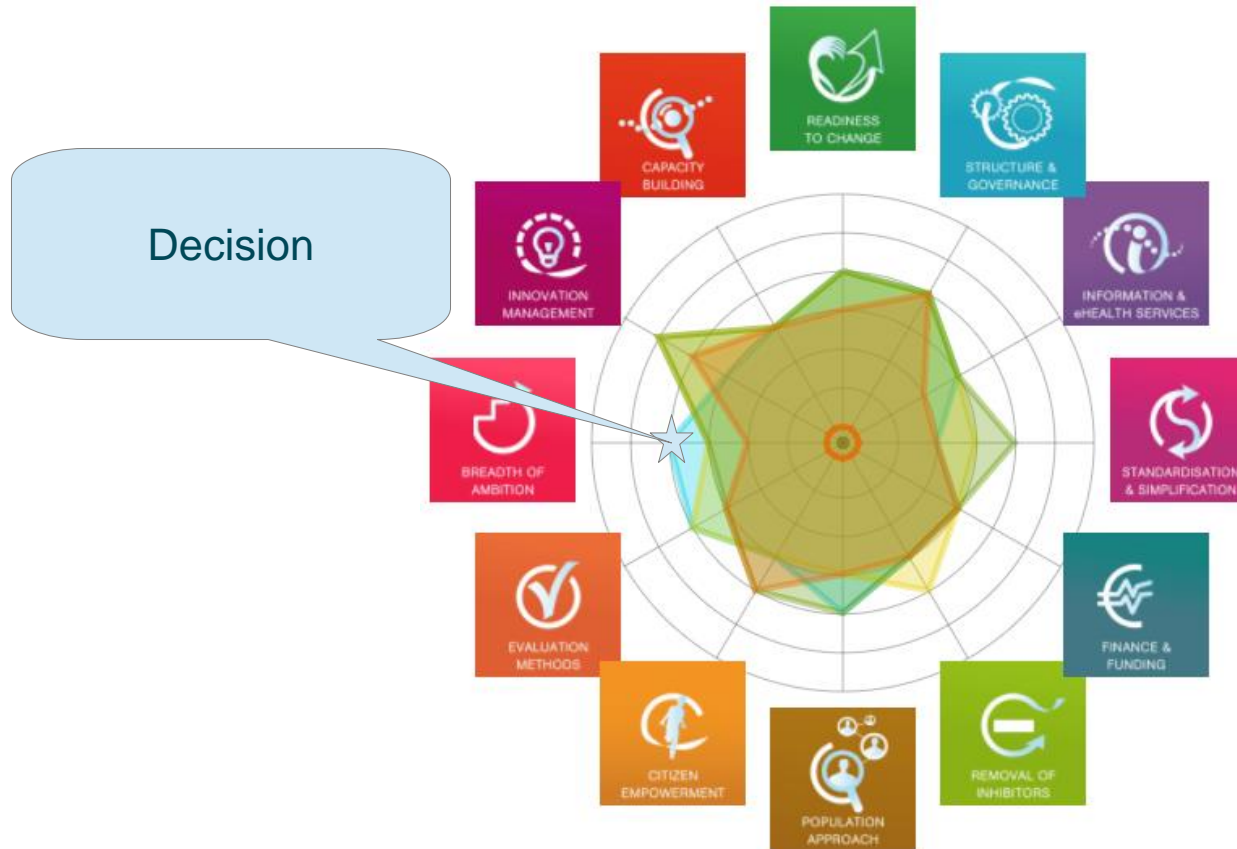 Decision
READINESS
TO CHANGE
STRUCTURE &
GOVERNANCE
INFORMATION &
eHEALTH SERVICES
STANDARDISATION
& SIMPLIFICATION
FINANCE &
FUNDING
REMOVAL OF
INHIBITORS
POPULATION
APPROACH
CITIZEN
EMPOWERMENT
EVALUATION
METHODS
BREADTH OF
AMBITION
INNOVATION
MANAGEMENT
CAPACITY
BUILDING